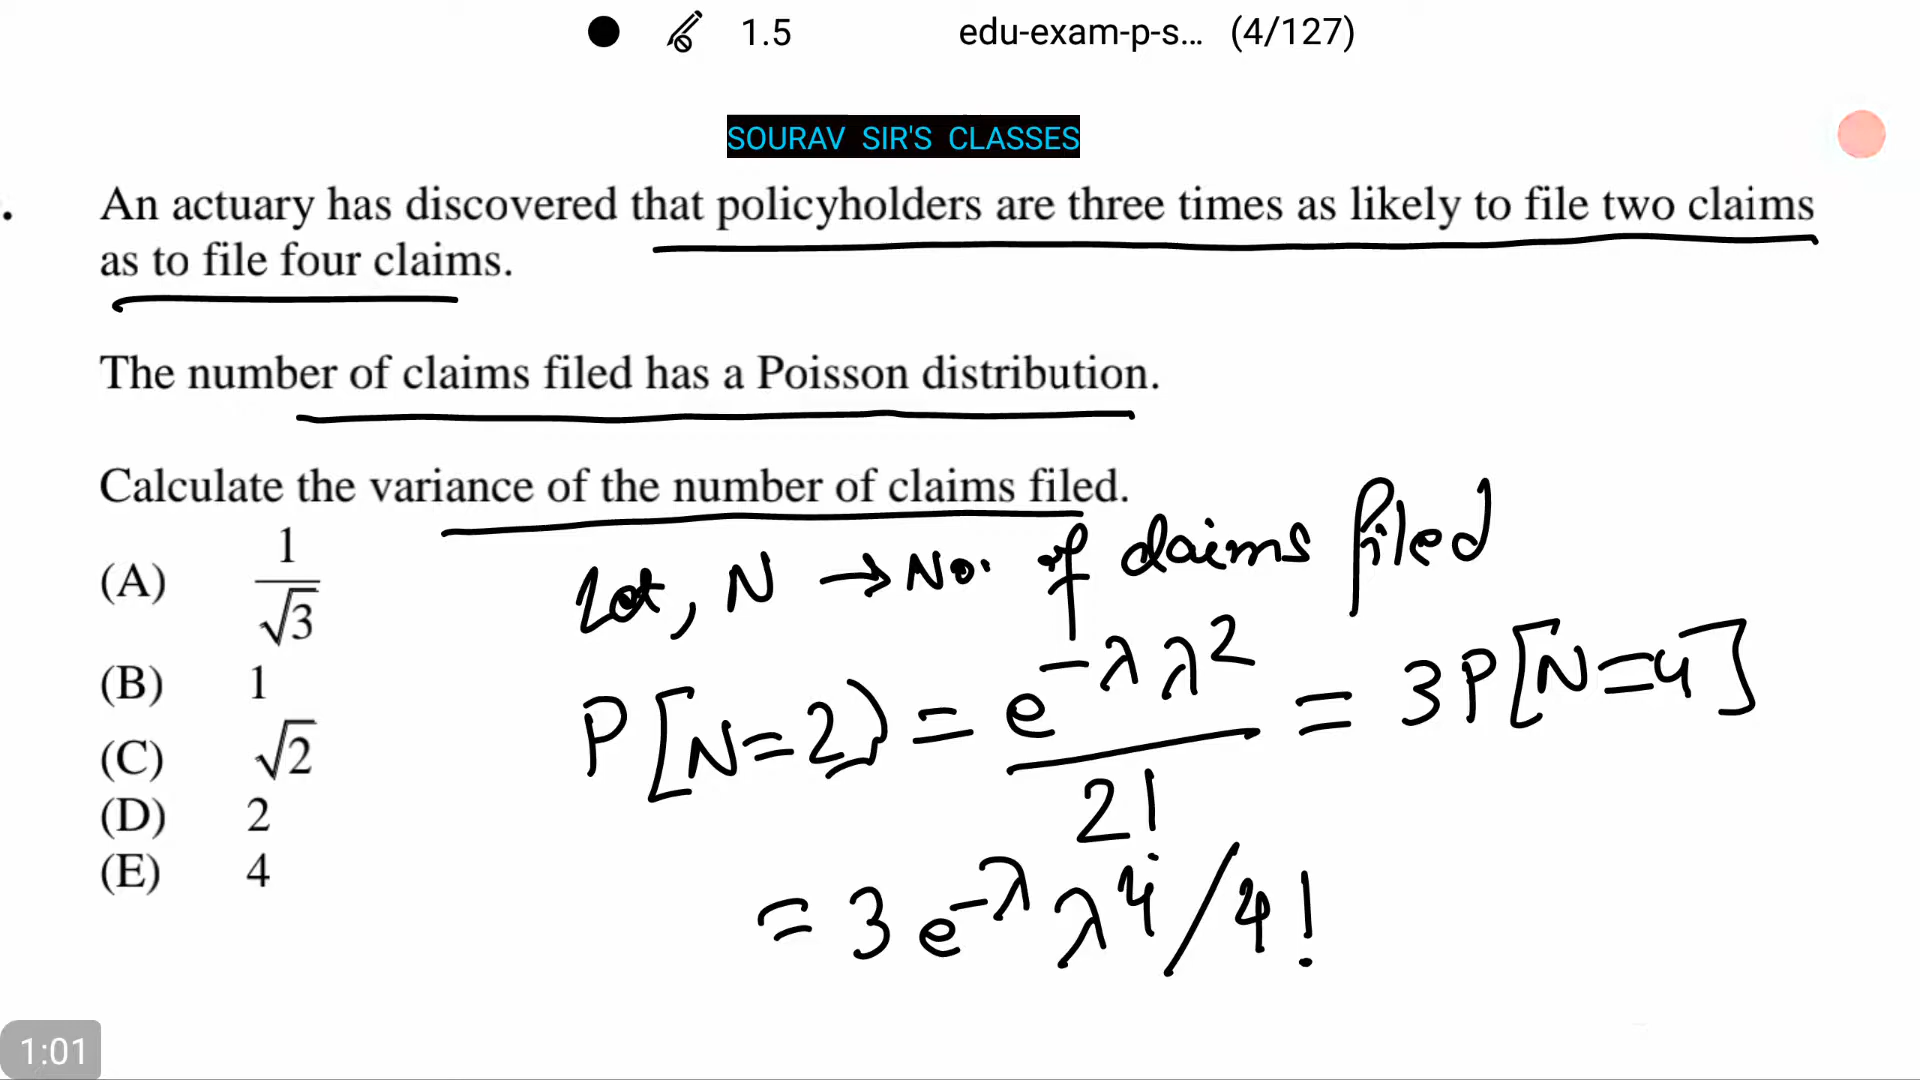 1.5 edu-exam-p-s... (4/127)
SOURAV SIR'S CLASSES
. An actuary has discovered that policyholders are three times as likely to file two claims
as to file four claims.
The number of claims filed has a Poisson distribution.
Calculate the variance of the number of claims filed.
(A) 1/√3
(B) 1
(C) √2
(D) 2
(E) 4
Let, N → No. of claims filed
P[N=2) = e^-λ λ^2 / 2! = 3P[N=4]
= 3 e^-λ λ^4 / 4!
1:01